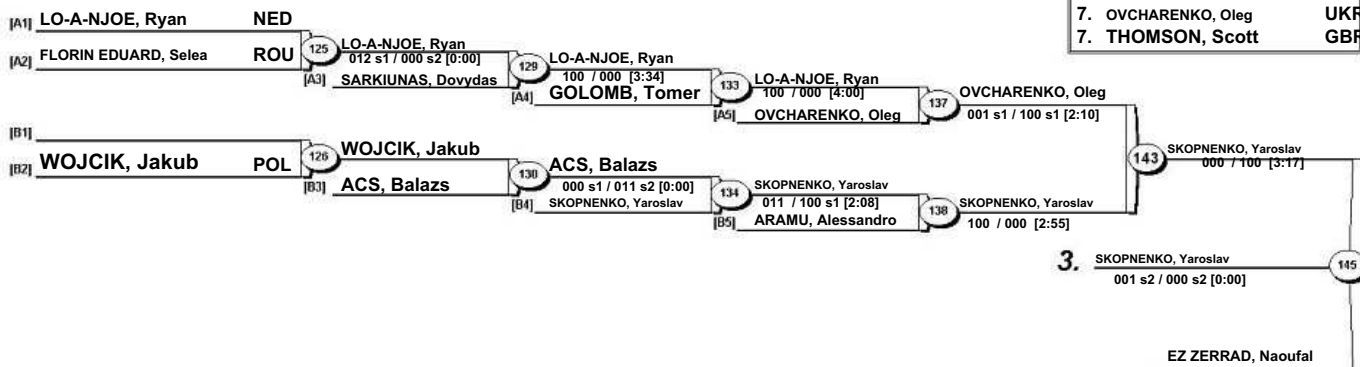 7. OVCHARENKO, Oleg UKR
7. THOMSON, Scott GBR
[A1] LO-A-NJOE, Ryan NED
[A2] FLORIN EDUARD, Selea ROU
125
LO-A-NJOE, Ryan
012 s1 / 000 s2 [0:00]
[A3] SARKIUNAS, Dovydas
129
LO-A-NJOE, Ryan
100 / 000 [3:34]
[A4] GOLOMB, Tomer
133
LO-A-NJOE, Ryan
100 / 000 [4:00]
[A5] OVCHARENKO, Oleg
137
OVCHARENKO, Oleg
001 s1 / 100 s1 [2:10]
[B1]
[B2] WOJCIK, Jakub POL
126
WOJCIK, Jakub
[B3] ACS, Balazs
130
ACS, Balazs
000 s1 / 011 s2 [0:00]
[B4] SKOPNENKO, Yaroslav
134
SKOPNENKO, Yaroslav
011 / 100 s1 [2:08]
[B5] ARAMU, Alessandro
138
SKOPNENKO, Yaroslav
100 / 000 [2:55]
143
SKOPNENKO, Yaroslav
000 / 100 [3:17]
3. SKOPNENKO, Yaroslav
001 s2 / 000 s2 [0:00]
145
EZ ZERRAD, Naoufal